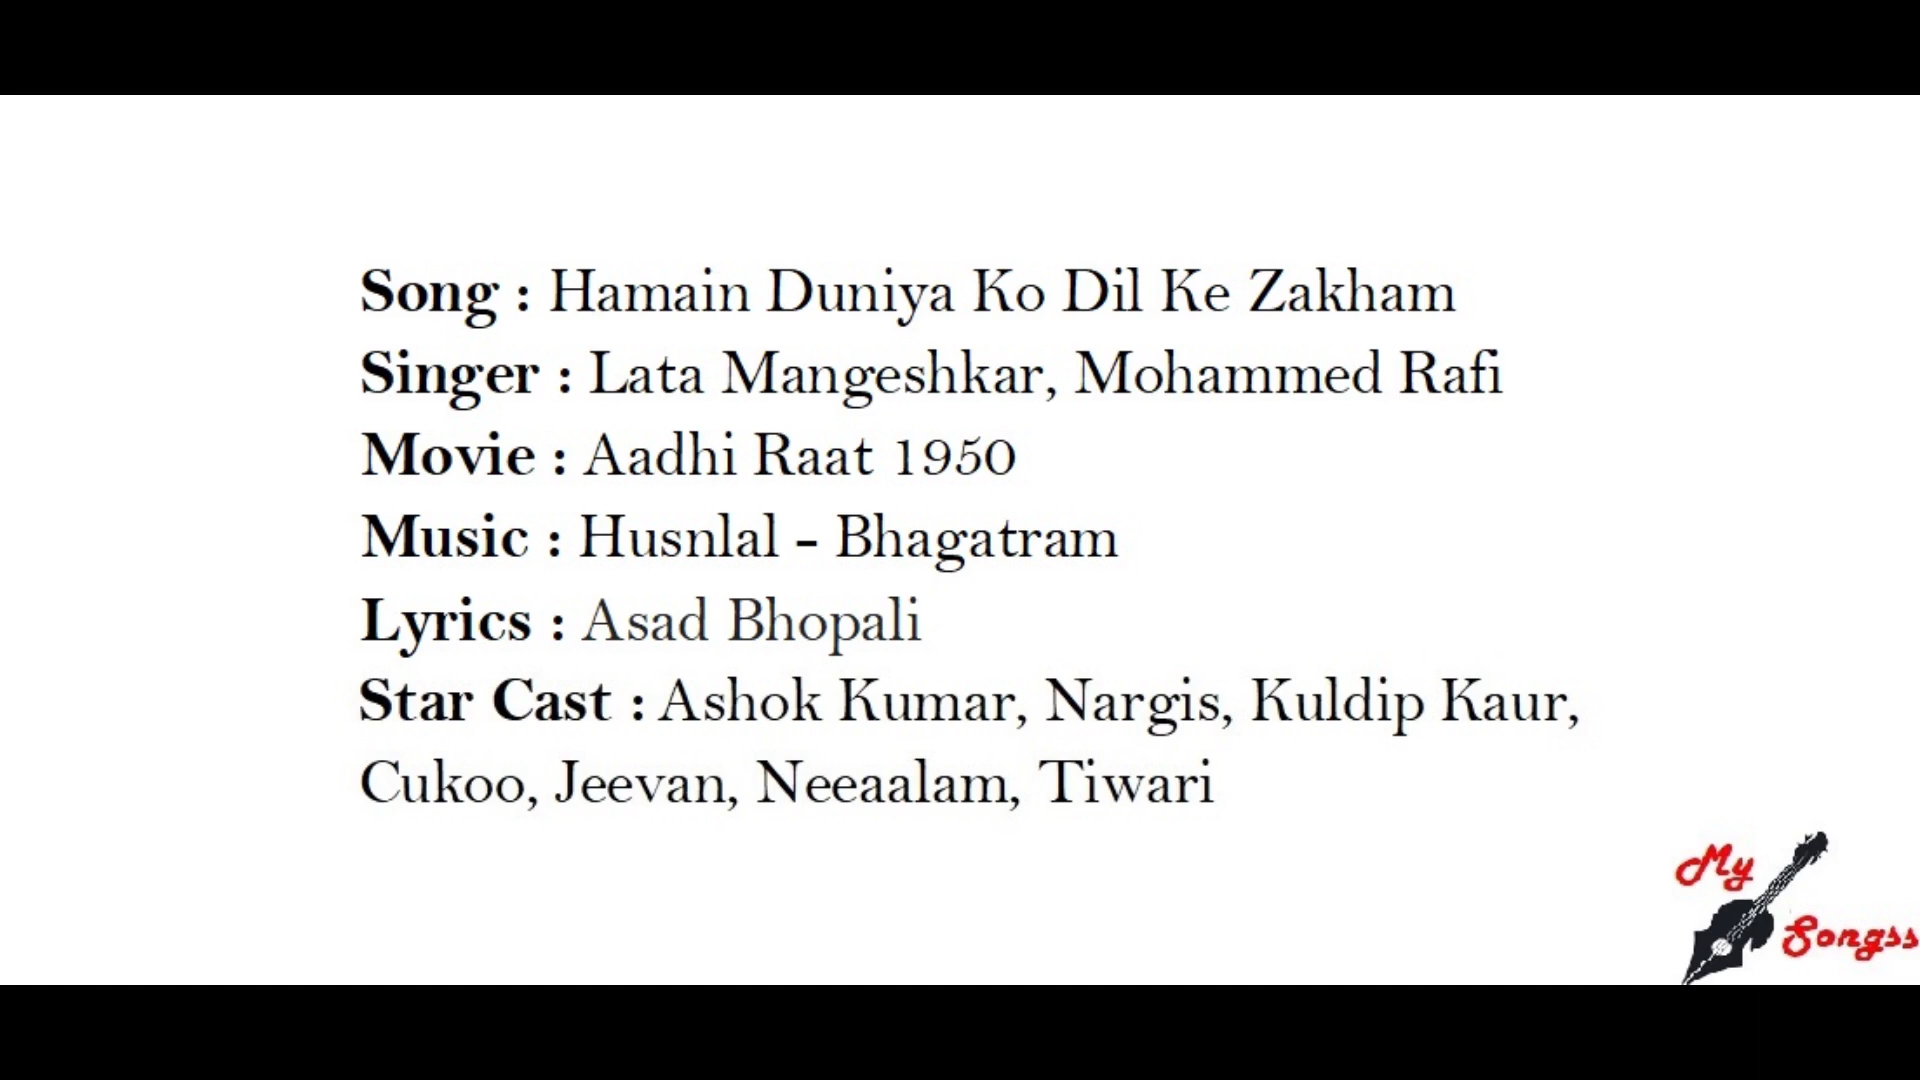 Song : Hamain Duniya Ko Dil Ke Zakham
Singer : Lata Mangeshkar, Mohammed Rafi
Movie : Aadhi Raat 1950
Music : Husnlal - Bhagatram
Lyrics : Asad Bhopali
Star Cast : Ashok Kumar, Nargis, Kuldip Kaur,
Cukoo, Jeevan, Neeaalam, Tiwari
My
Songss